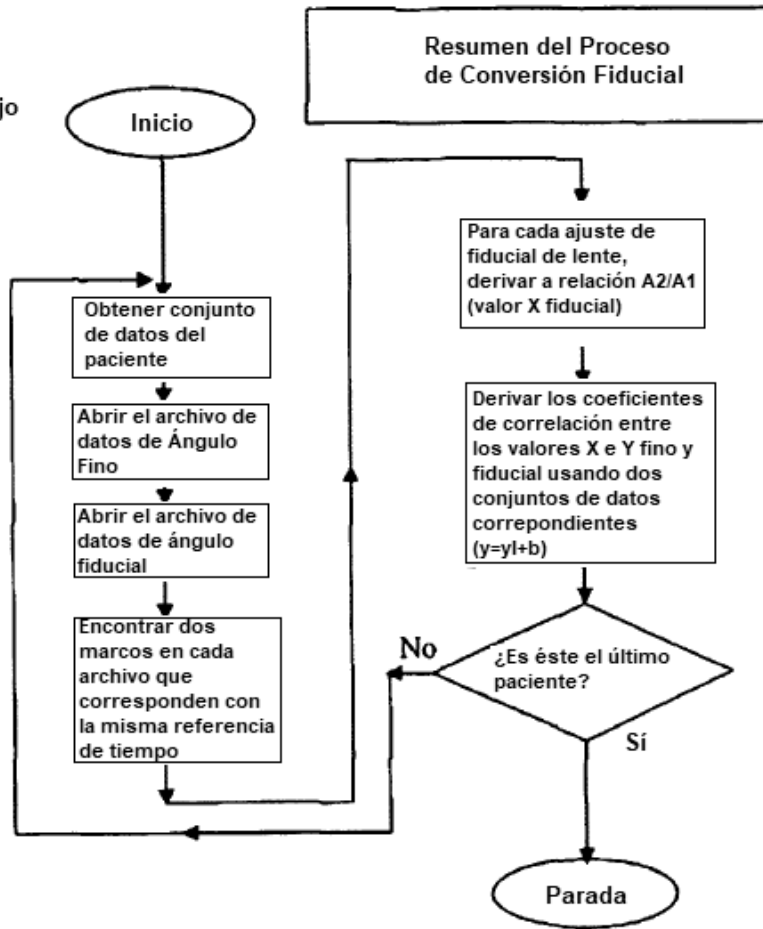 Resumen del Proceso
de Conversión Fiducial
jo
Inicio
Obtener conjunto
de datos del
paciente
Abrir el archivo de
datos de Ángulo
Fino
Abrir el archivo de
datos de ángulo
fiducial
Encontrar dos
marcos en cada
archivo que
corresponden con
la misma referencia
de tiempo
Para cada ajuste de
fiducial de lente,
derivar a relación A2/A1
(valor X fiducial)
Derivar los coeficientes
de correlación entre
los valores X e Y fino y
fiducial usando dos
conjuntos de datos
correpondientes
(y=yl+b)
¿Es éste el último
paciente?
No
Sí
Parada